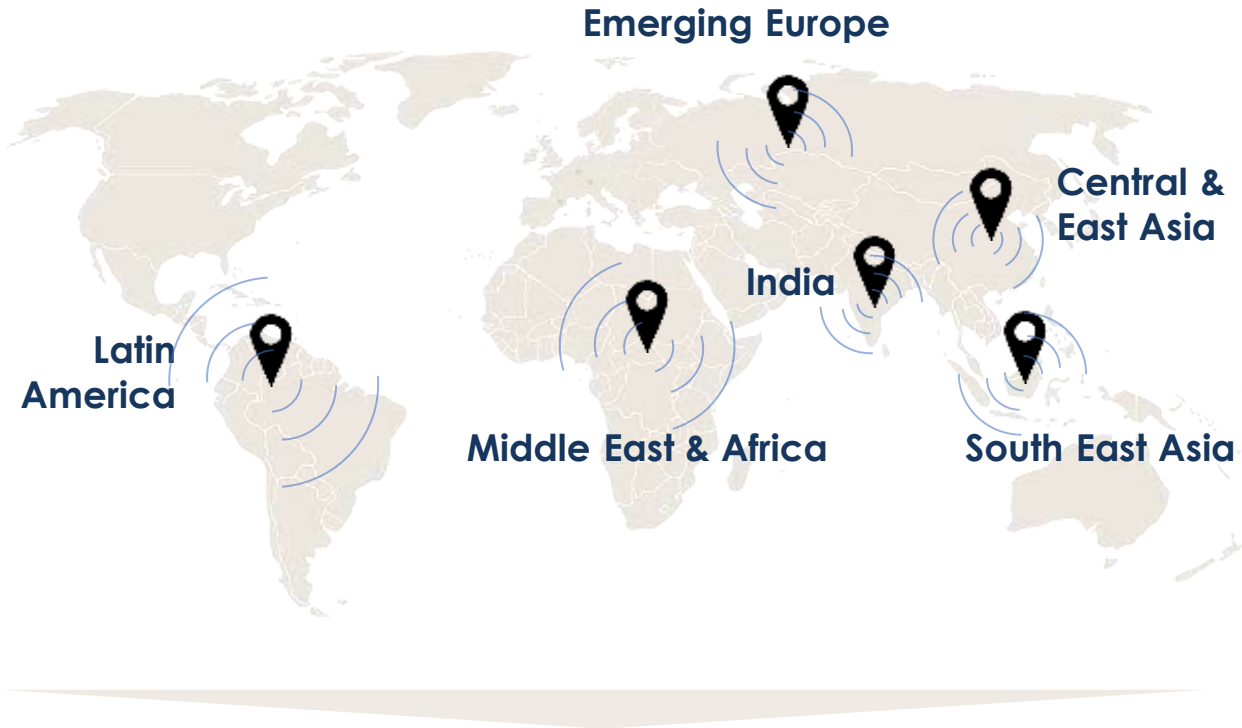 Emerging Europe
Central &
East Asia
India
Latin
America
Middle East & Africa
South East Asia